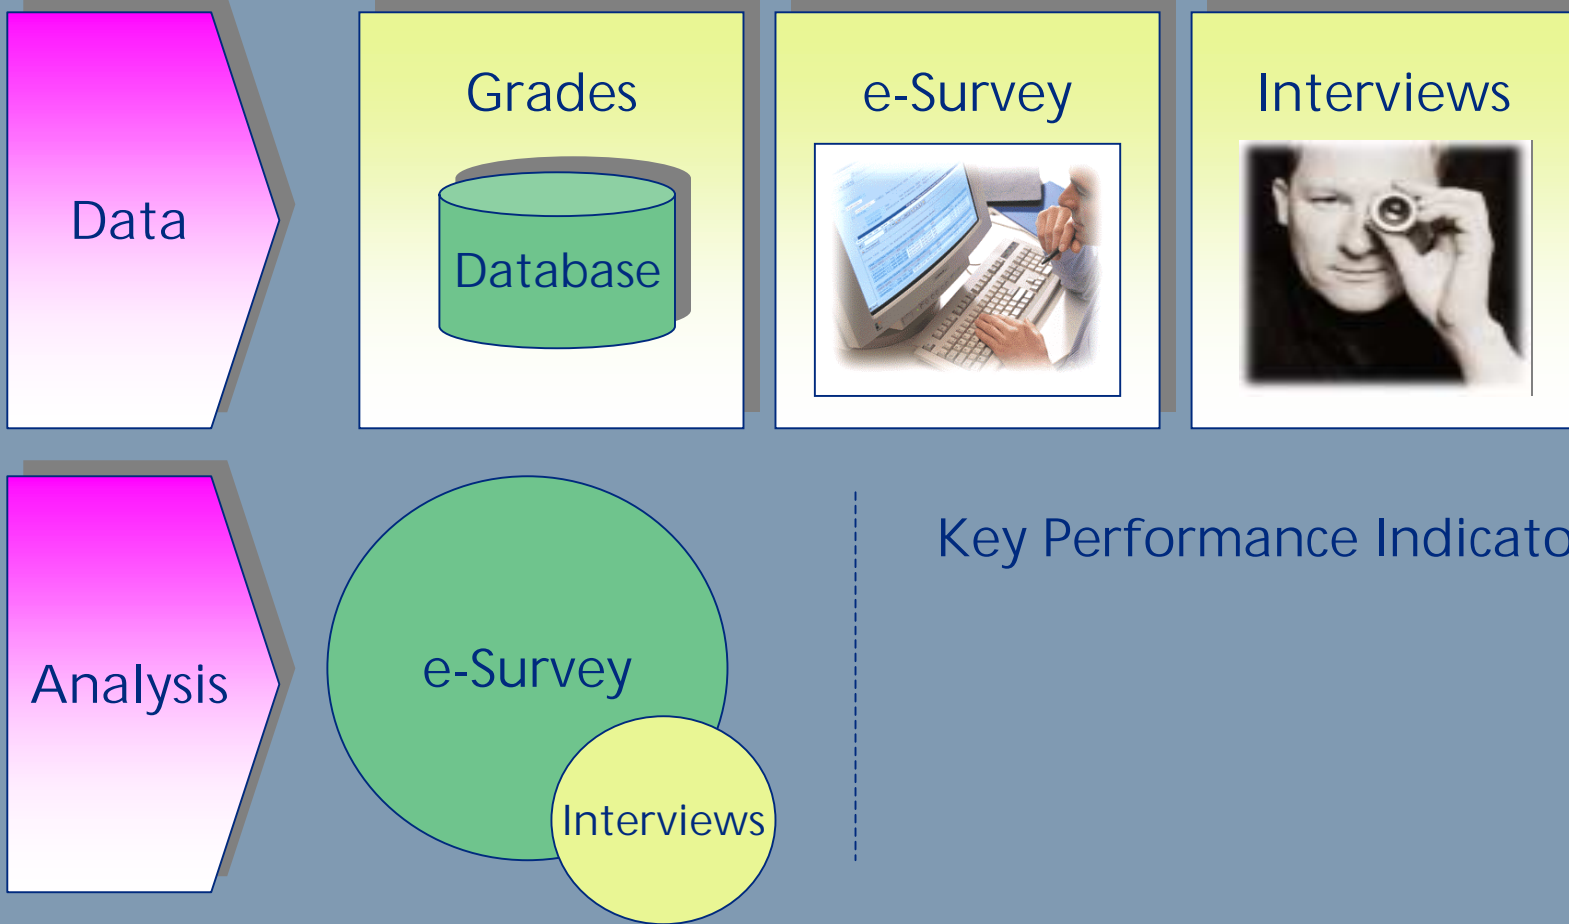 Data
Grades
Database
e-Survey
Interviews
Analysis
e-Survey
Interviews
Key Performance Indicato